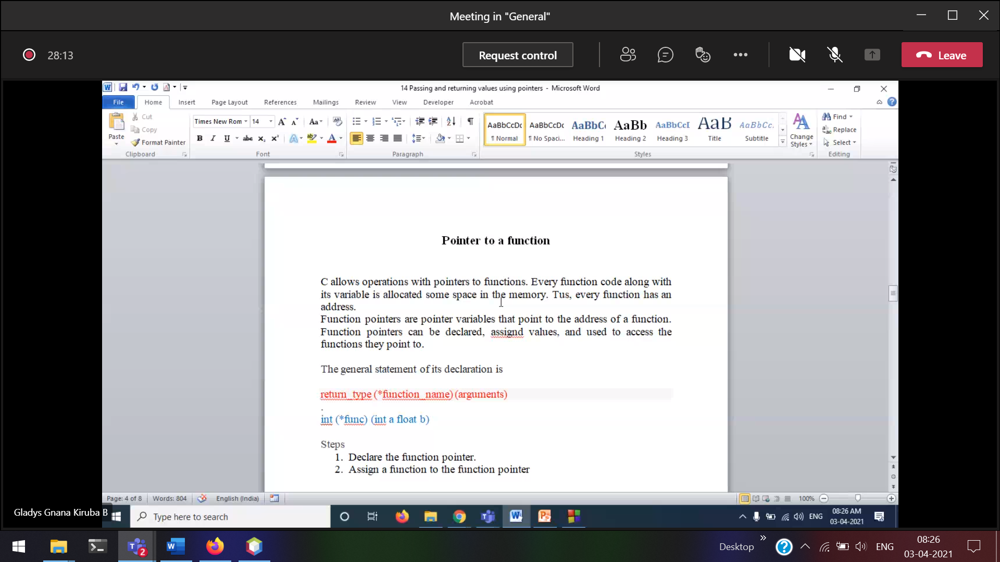 Meeting in "General"
28:13
Request control
Leave
14 Passing and returning values using pointers - Microsoft Word
File Home Insert Page Layout References Mailings Review View Developer Acrobat
Paste
Cut
Copy
Format Painter
Clipboard
Times New Rom 14
Font
Paragraph
AaBbCcDc AaBbCcDc AaBbC AaBb AaBbCcI AaB AaBbCc.
¶ Normal ¶ No Spaci... Heading 1 Heading 2 Heading 3 Title Subtitle
Change
Styles
Styles
Find
Replace
Select
Editing
Pointer to a function
C allows operations with pointers to functions. Every function code along with
its variable is allocated some space in the memory. Tus, every function has an
address.
Function pointers are pointer variables that point to the address of a function.
Function pointers can be declared, assignd values, and used to access the
functions they point to.
The general statement of its declaration is
return_type (*function_name) (arguments)
.
int (*func) (int a float b)
Steps
1. Declare the function pointer.
2. Assign a function to the function pointer
Page: 4 of 8 Words: 804 English (India) 100%
Gladys Gnana Kiruba B
Type here to search
ENG
08:26 AM
03-04-2021
2
Desktop
ENG
08:26
03-04-2021